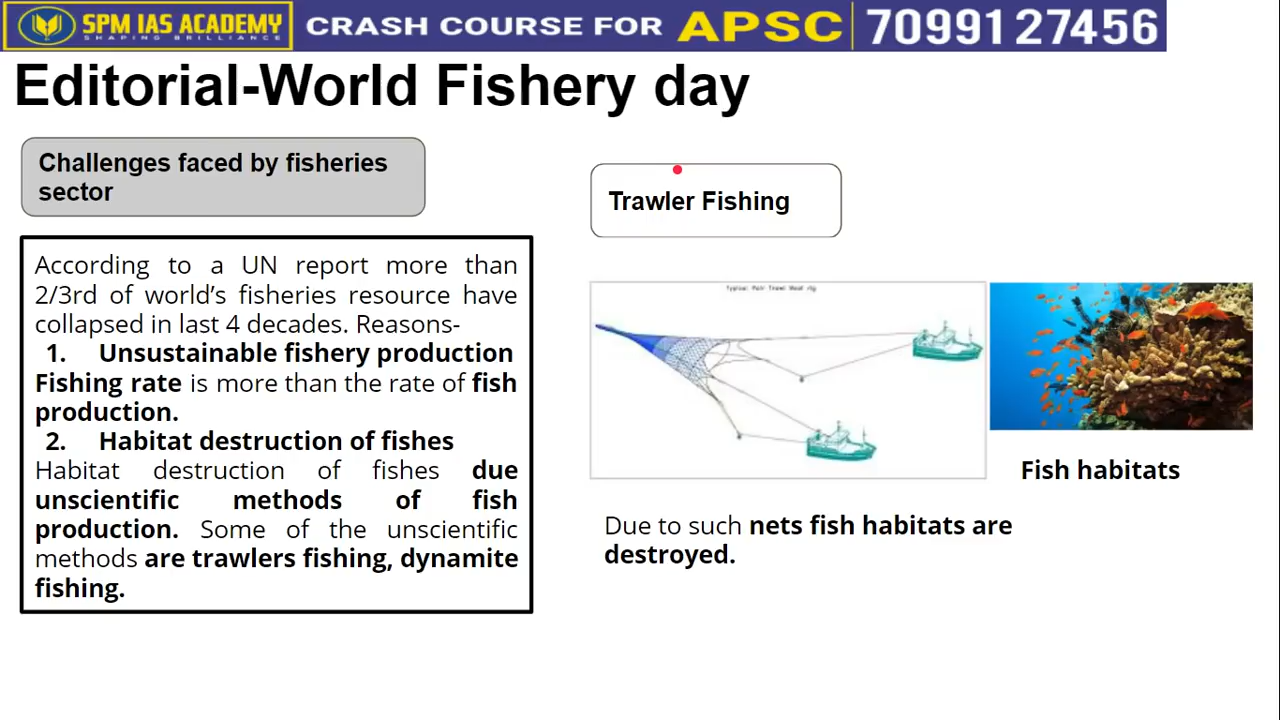 SPM IAS ACADEMY
SHAPING BRILLIANCE
CRASH COURSE FOR APSC 70991 27456
Editorial-World Fishery day
Challenges faced by fisheries
sector
According to a UN report more than
2/3rd of world's fisheries resource have
collapsed in last 4 decades. Reasons-
1. Unsustainable fishery production
Fishing rate is more than the rate of fish
production.
2. Habitat destruction of fishes
Habitat destruction of fishes due
unscientific methods of fish
production. Some of the unscientific
methods are trawlers fishing, dynamite
fishing.
Trawler Fishing
Fish habitats
Due to such nets fish habitats are
destroyed.